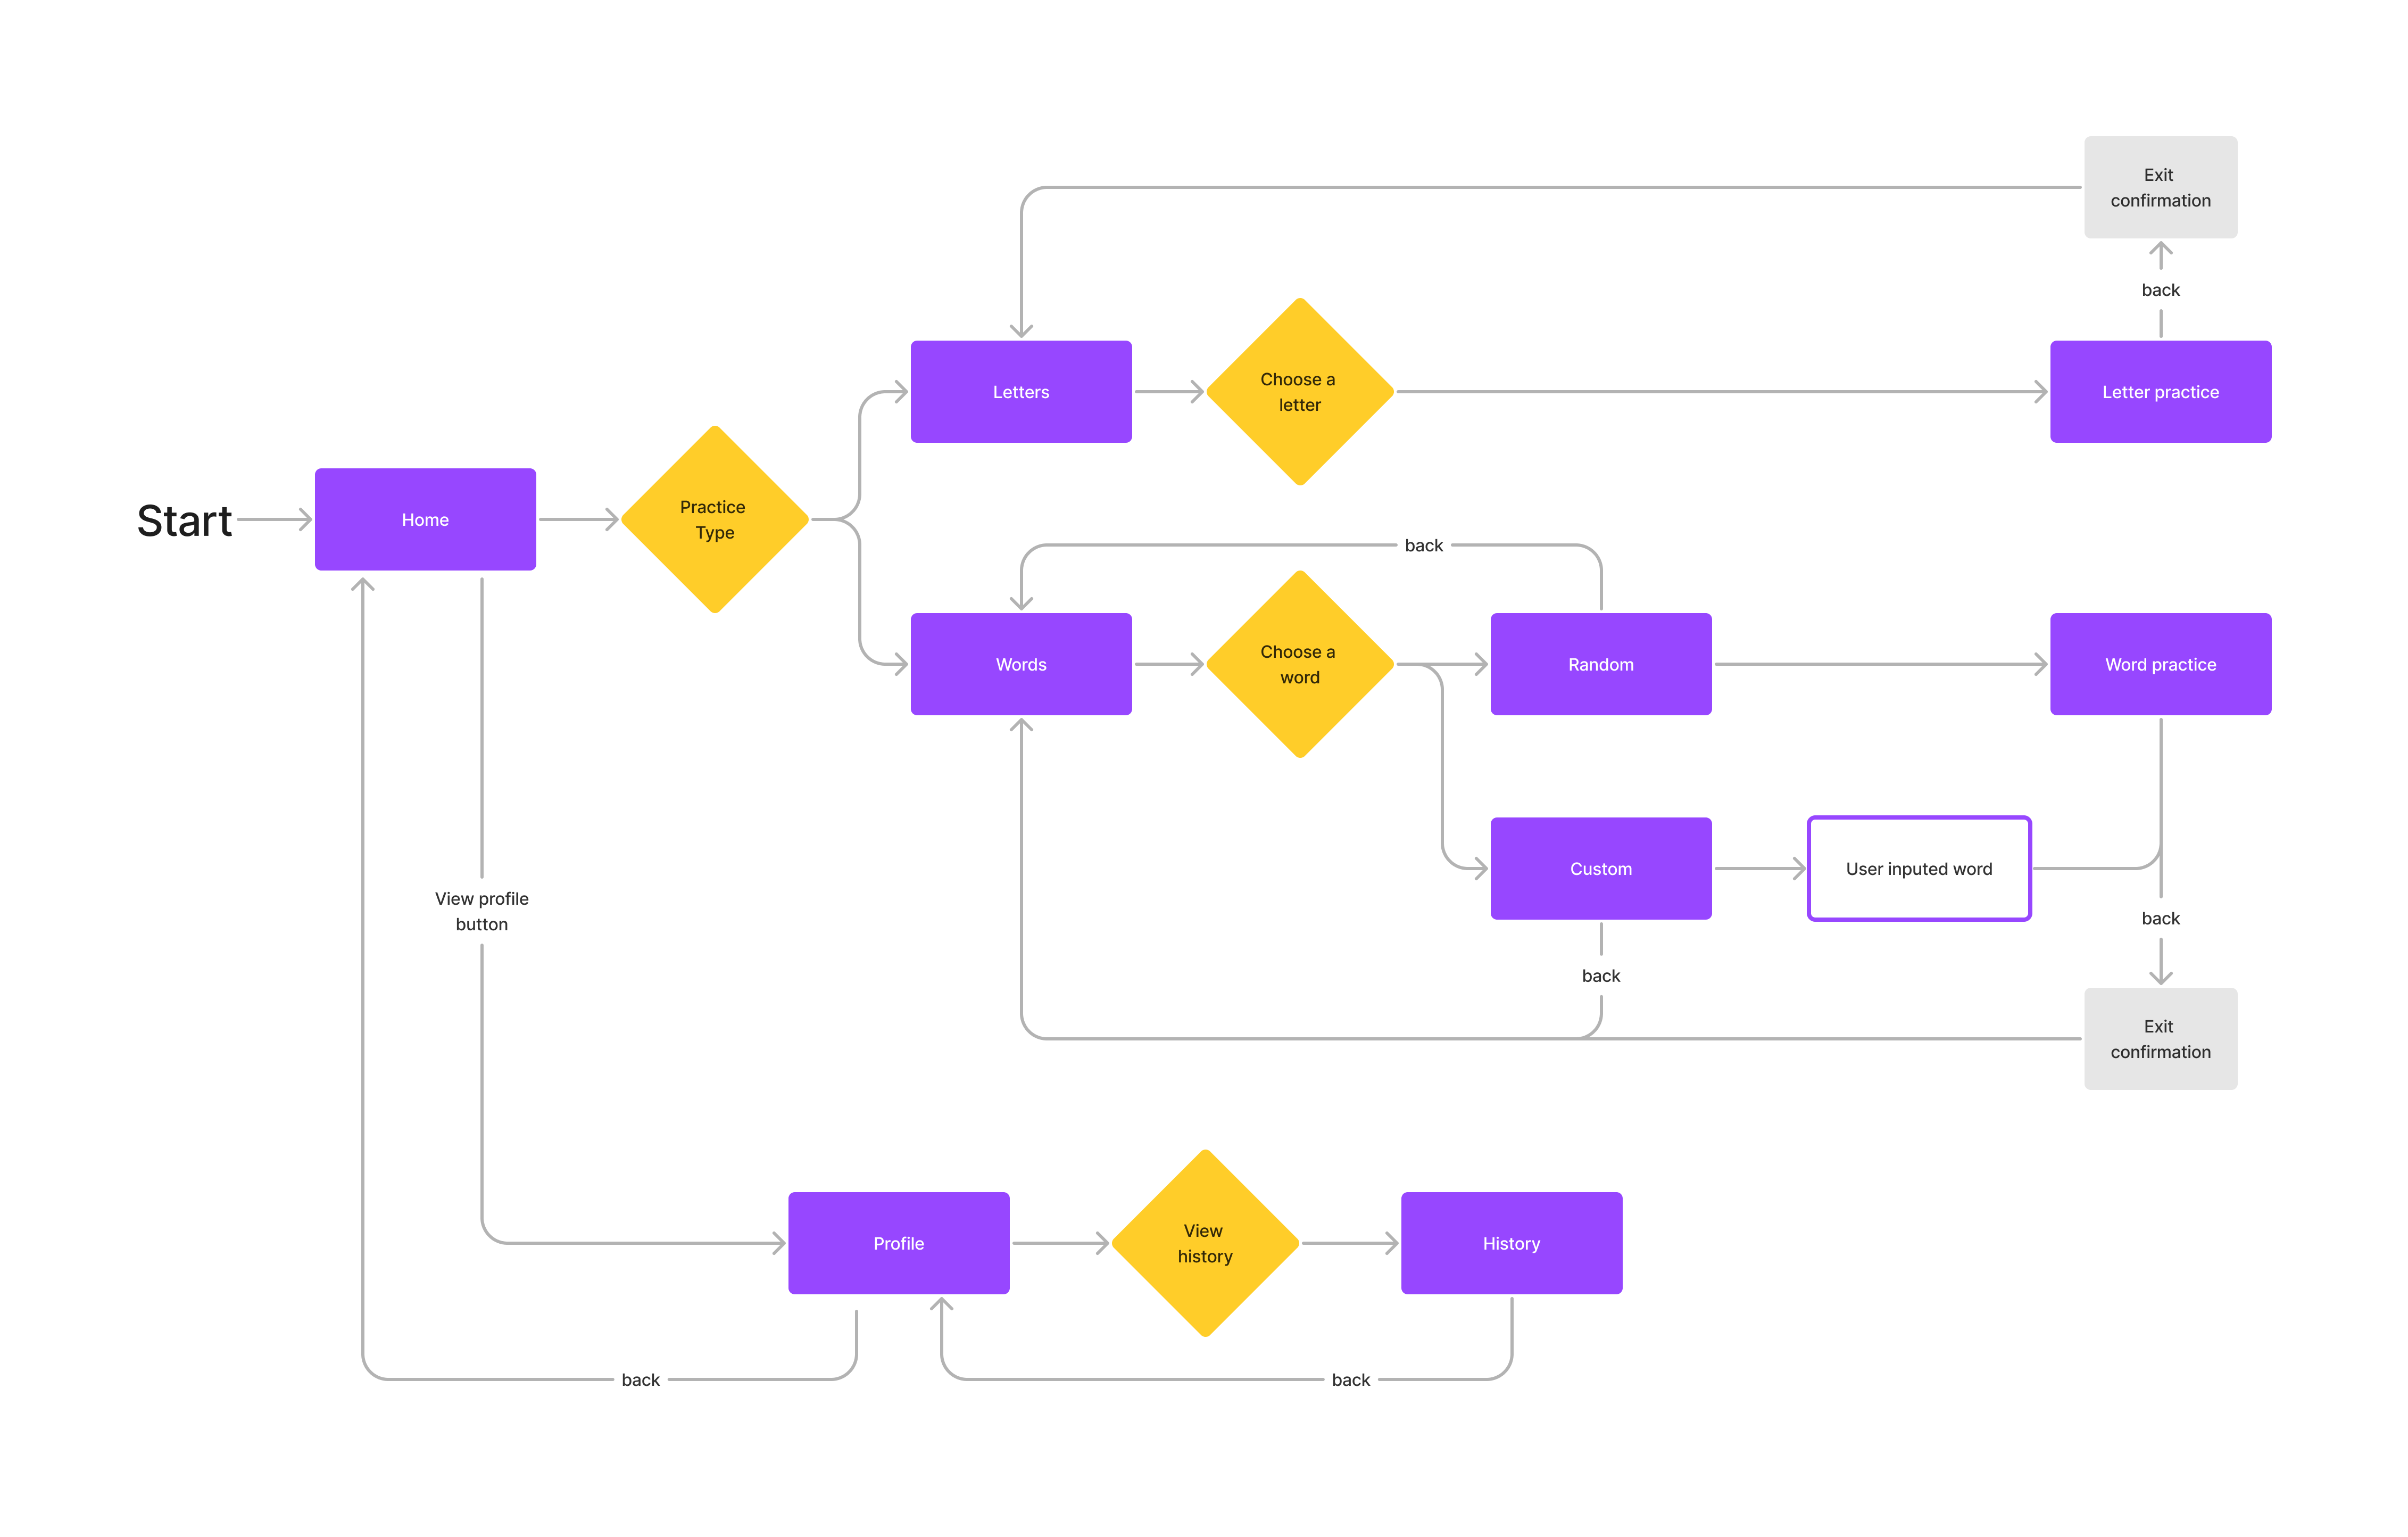 Exit
confirmation
back
Letters
Choose a
letter
Letter practice
Start
Home
Practice
Type
back
Words
Choose a
word
Random
Word practice
Custom
User inputed word
View profile
button
back
back
Exit
confirmation
Profile
View
history
History
back
back